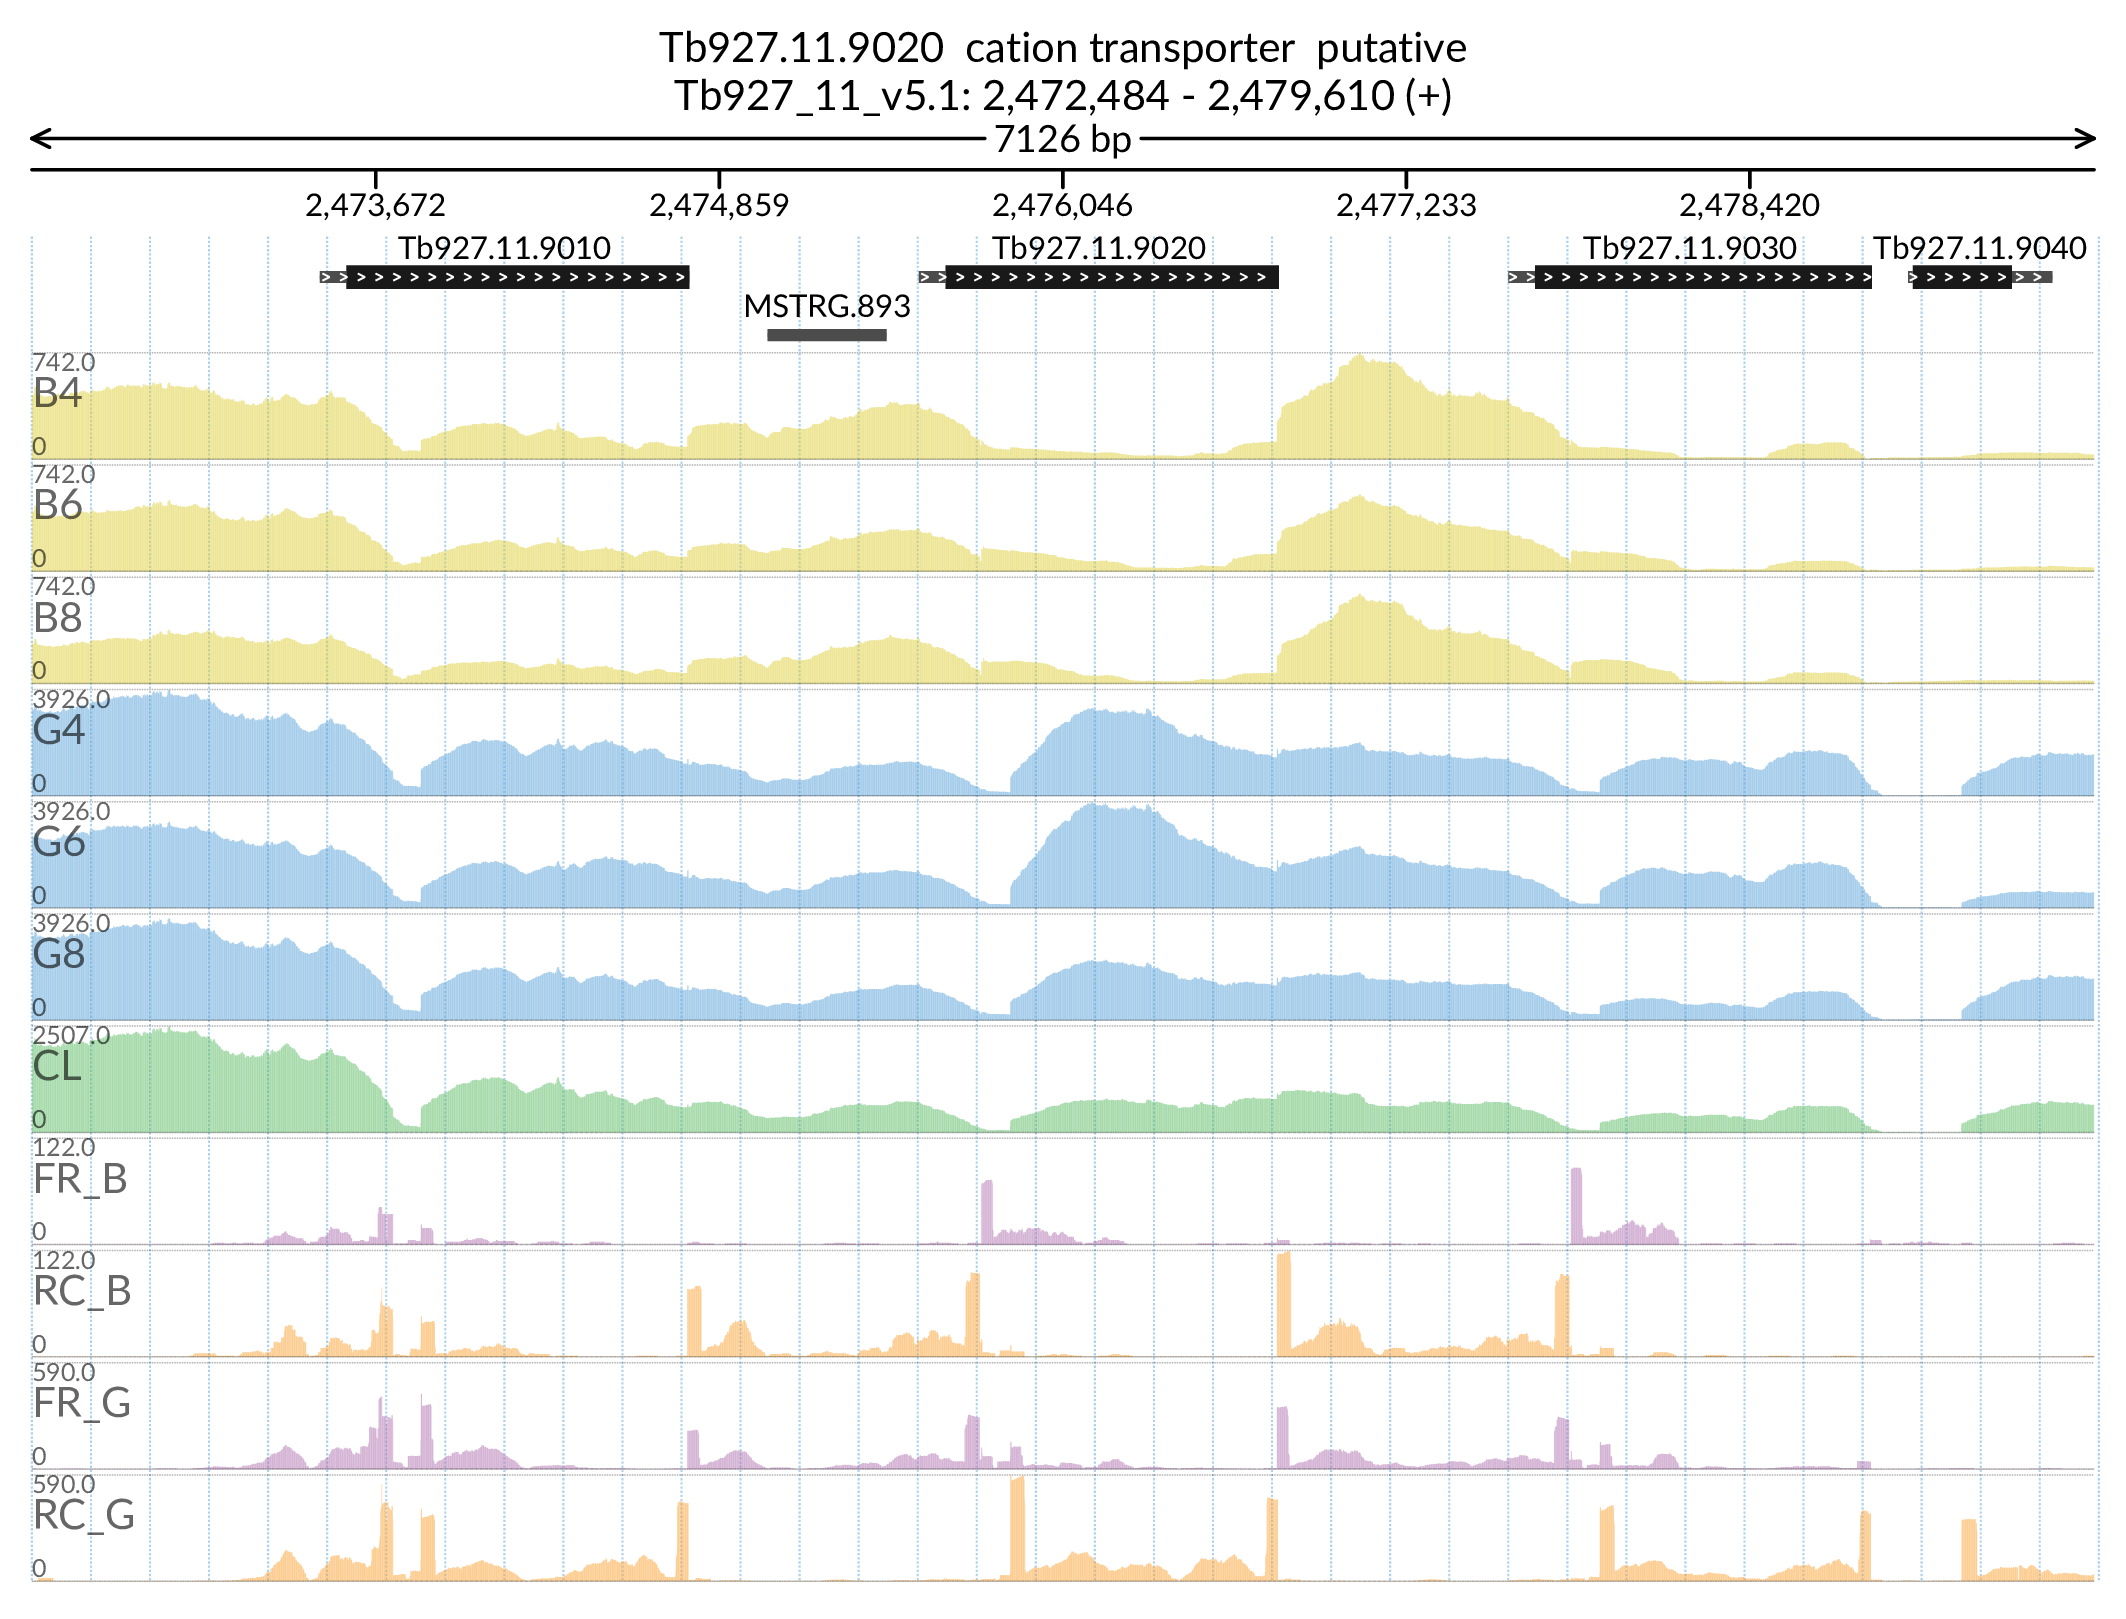 Tb927.11.9020 cation transporter putative
Tb927_11_v5.1: 2,472,484 - 2,479,610 (+)
7126 bp
2,473,672 2,474,859 2,476,046 2,477,233 2,478,420
Tb927.11.9010 Tb927.11.9020 Tb927.11.9030 Tb927.11.9040
MSTRG.893
742.0
B4
0
742.0
B6
0
742.0
B8
0
3926.0
G4
0
3926.0
G6
0
3926.0
G8
0
2507.0
CL
0
122.0
FR_B
0
122.0
RC_B
0
590.0
FR_G
0
590.0
RC_G
0